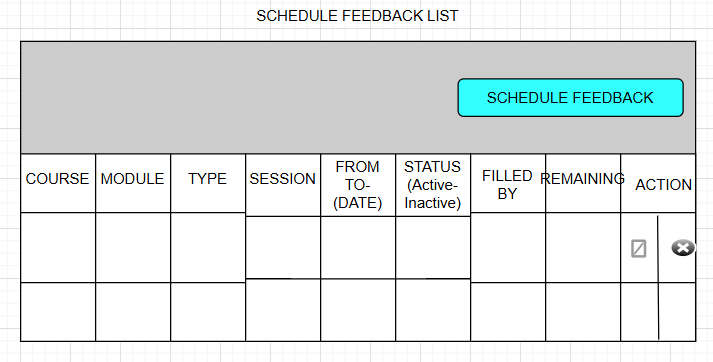 SCHEDULE FEEDBACK LIST
SCHEDULE FEEDBACK
COURSE
MODULE
TYPE
SESSION
FROM
TO-
(DATE)
STATUS
(Active-
Inactive)
FILLED
BY
REMAINING
ACTION